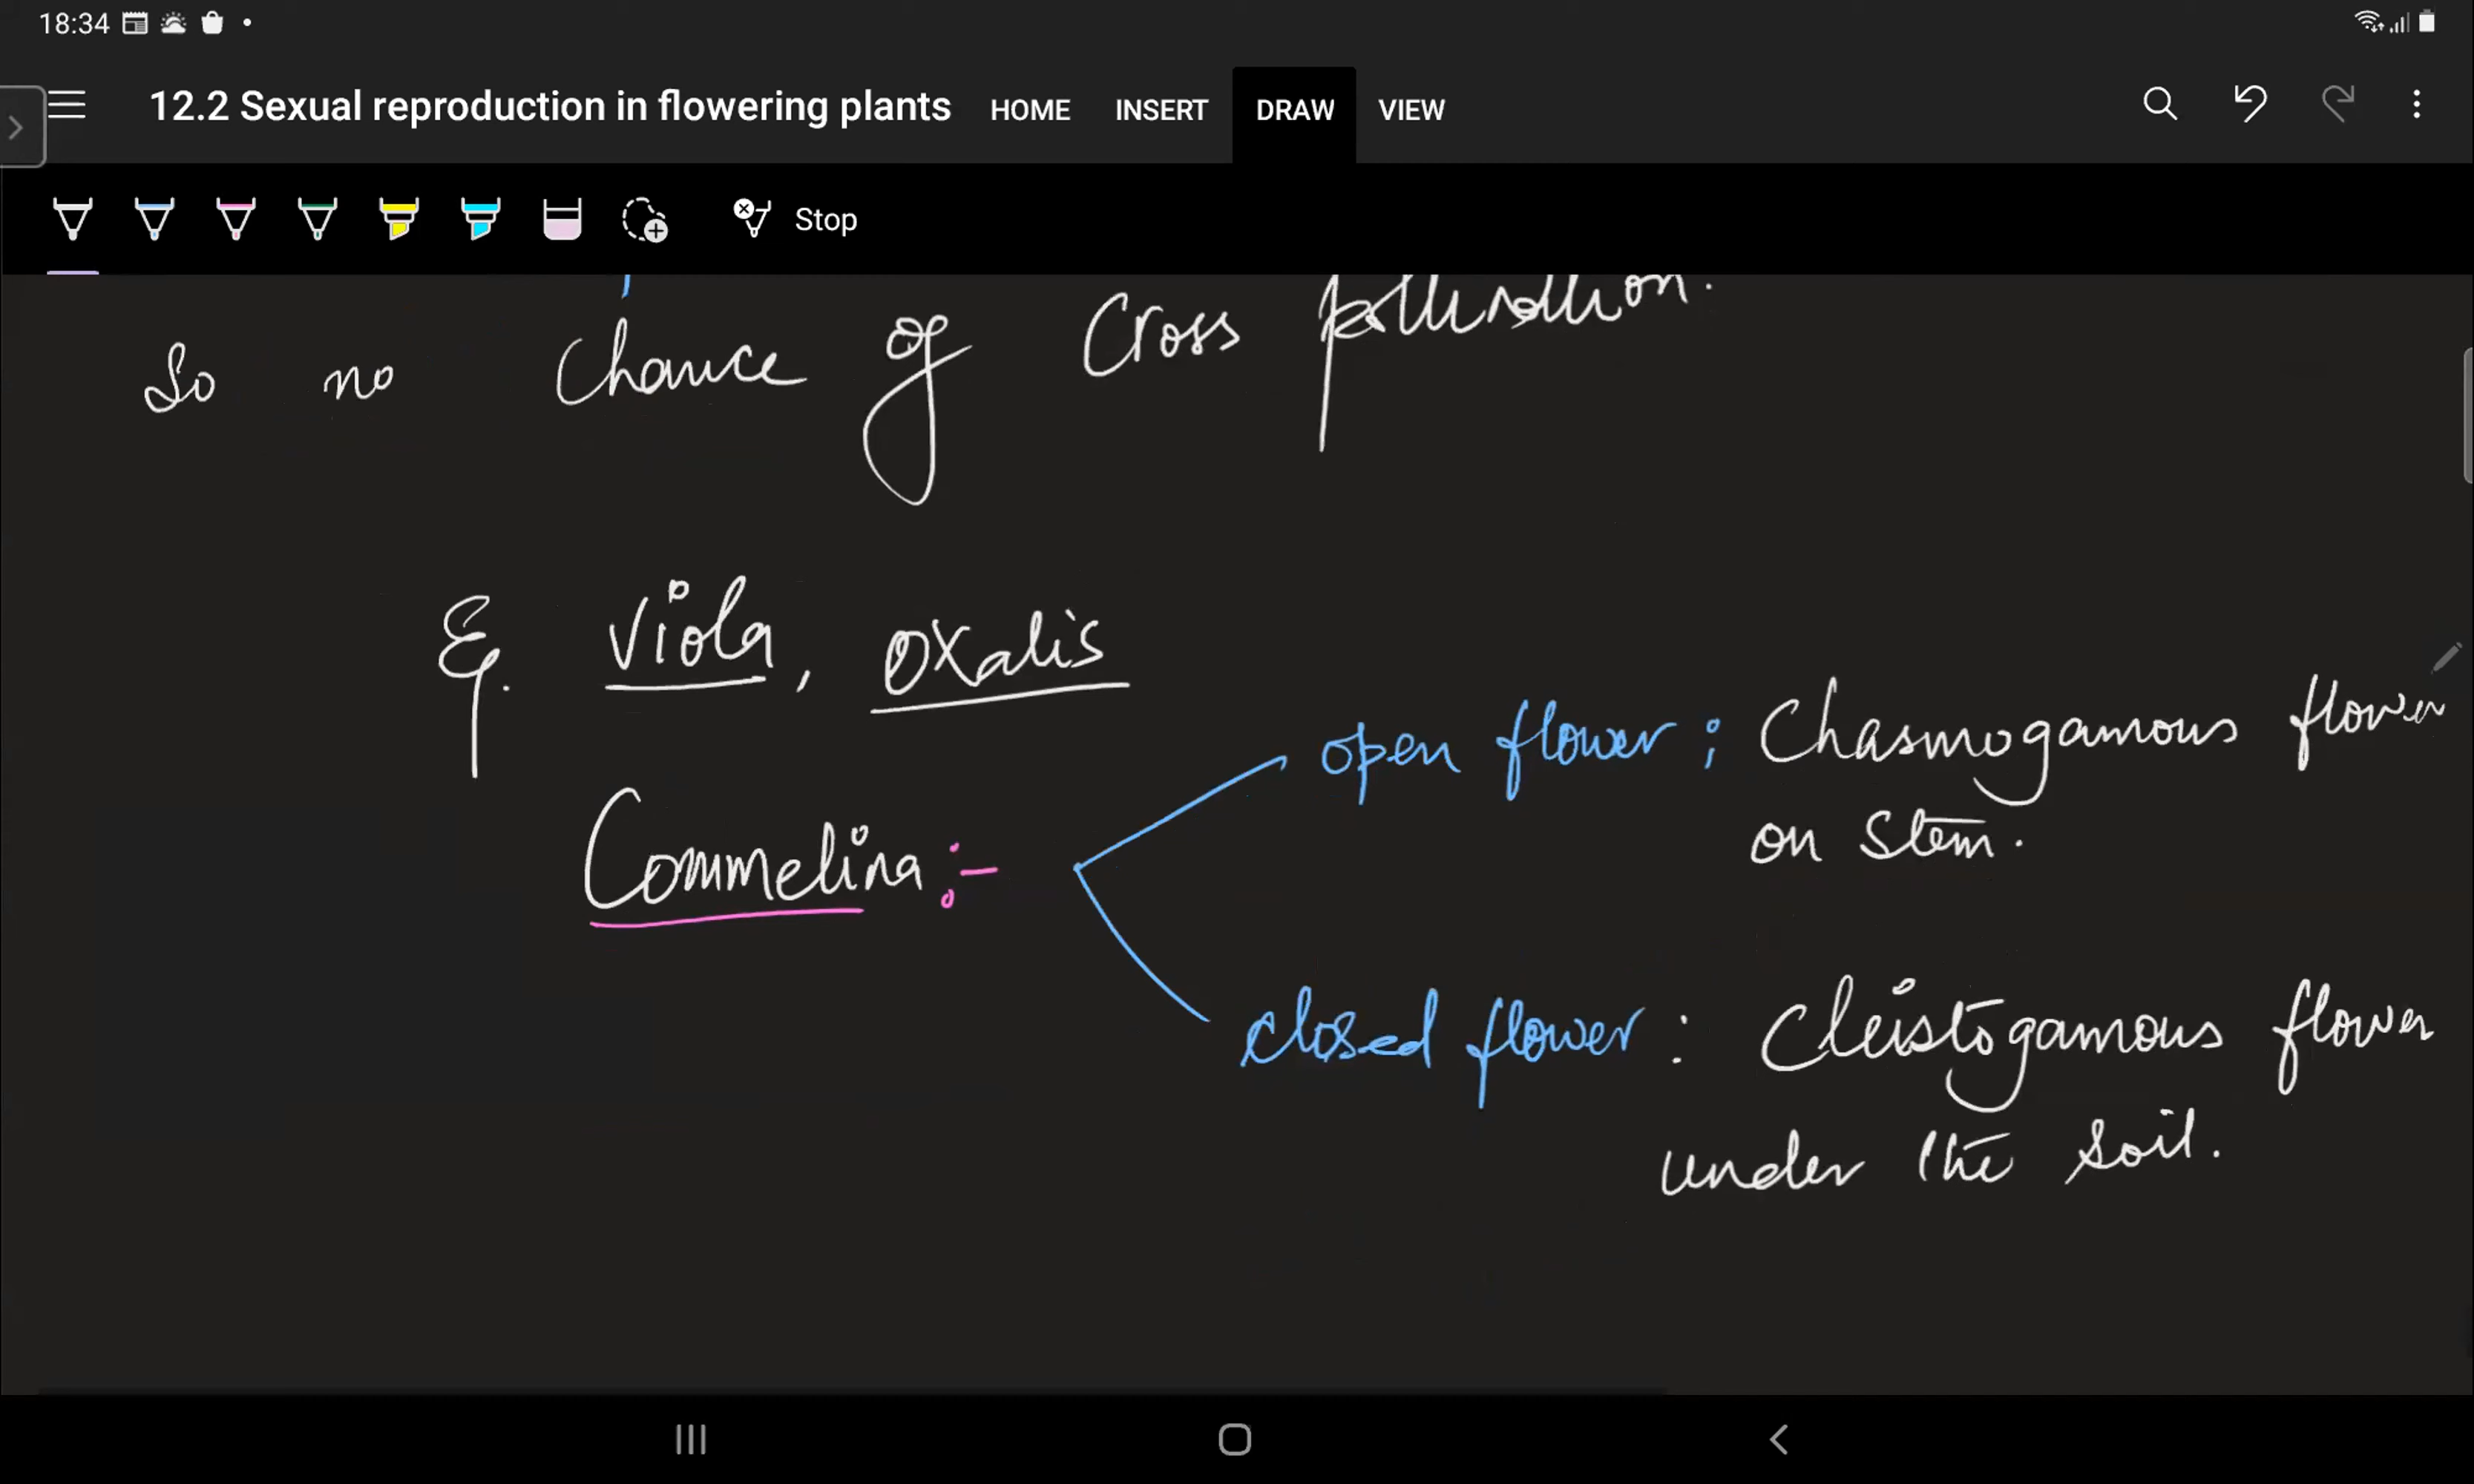 18:34
12.2 Sexual reproduction in flowering plants HOME INSERT DRAW VIEW
Stop
So no chance of Cross pollination.
Eg. Viola, Oxalis
open flower ; Chasmogamous flower
on Stem.
Commelina :-
closed flower : Cleistogamous flower
under the soil.